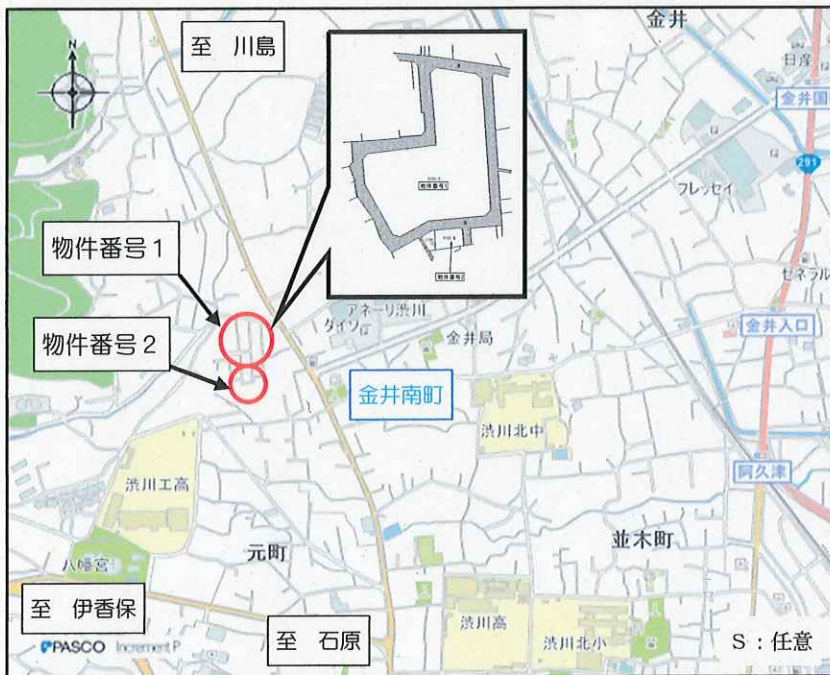 金井
至 川島
N
日産
金井国
291
フレッセイ
物件番号1
物件番号1
物件番号2
セネラル
アネーリ渋川
ダイソ
金井局
金井入口
物件番号2
金井南町
渋川北中
阿久津
渋川工高
元町
並木町
八幡宮
至 伊香保
至 石原
渋川高
渋川北小
S:任意
PASCO Increment P